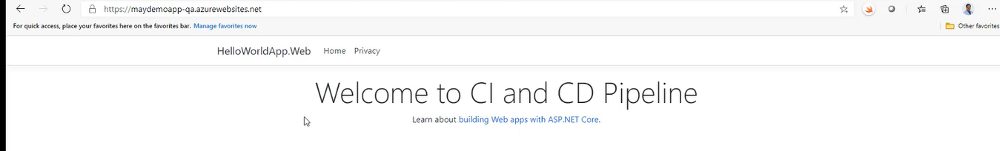 https://maydemoapp-qa.azurewebsites.net
For quick access, place your favorites here on the favorites bar. Manage favorites now
Other favorites
HelloWorldApp.Web Home Privacy
Welcome to CI and CD Pipeline
Learn about building Web apps with ASP.NET Core.